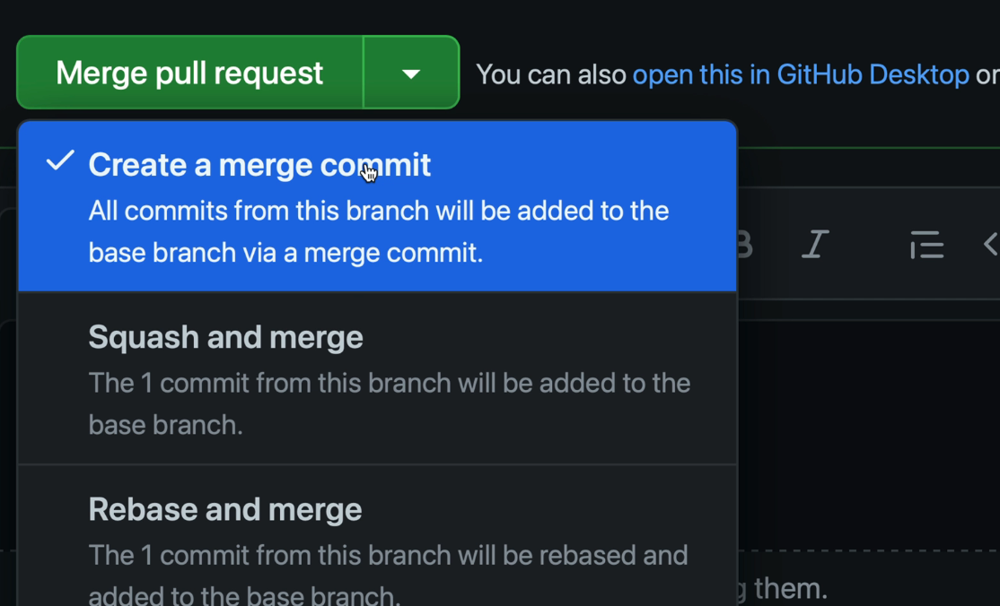 Merge pull request
You can also open this in GitHub Desktop or
Create a merge commit
All commits from this branch will be added to the
base branch via a merge commit.
B I
Squash and merge
The 1 commit from this branch will be added to the
base branch.
Rebase and merge
The 1 commit from this branch will be rebased and
added to the base branch.
them.